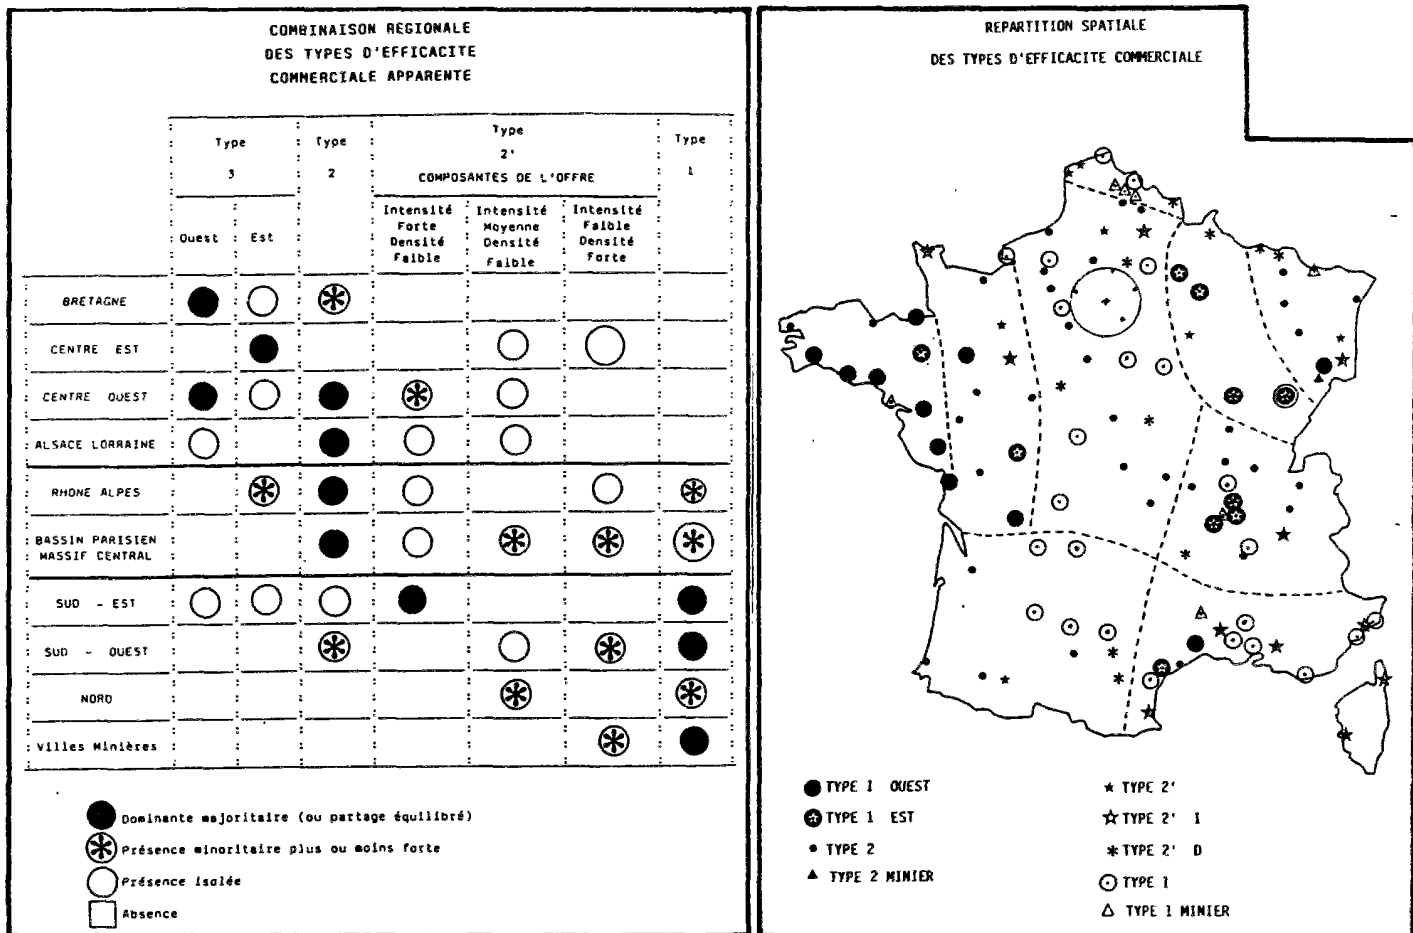 COMBINAISON REGIONALE
DES TYPES D'EFFICACITE
COMMERCIALE APPARENTE
Type
3
Type
2
Type
2'
COMPOSANTES DE L'OFFRE
Type
1
Ouest
Est
Intensité
Forte
Densité
Faible
Intensité
Moyenne
Densité
Faible
Intensité
Faible
Densité
Forte
BRETAGNE
CENTRE EST
CENTRE OUEST
ALSACE LORRAINE
RHONE ALPES
BASSIN PARISIEN
MASSIF CENTRAL
SUD - EST
SUD - OUEST
NORD
Villes Minières
Dominante majoritaire (ou partage équilibré)
Présence minoritaire plus ou moins forte
Présence isolée
Absence
REPARTITION SPATIALE
DES TYPES D'EFFICACITE COMMERCIALE
TYPE 1 OUEST
TYPE 1 EST
TYPE 2
TYPE 2 MINIER
TYPE 2'
TYPE 2' I
TYPE 2' D
TYPE 1
TYPE 1 MINIER